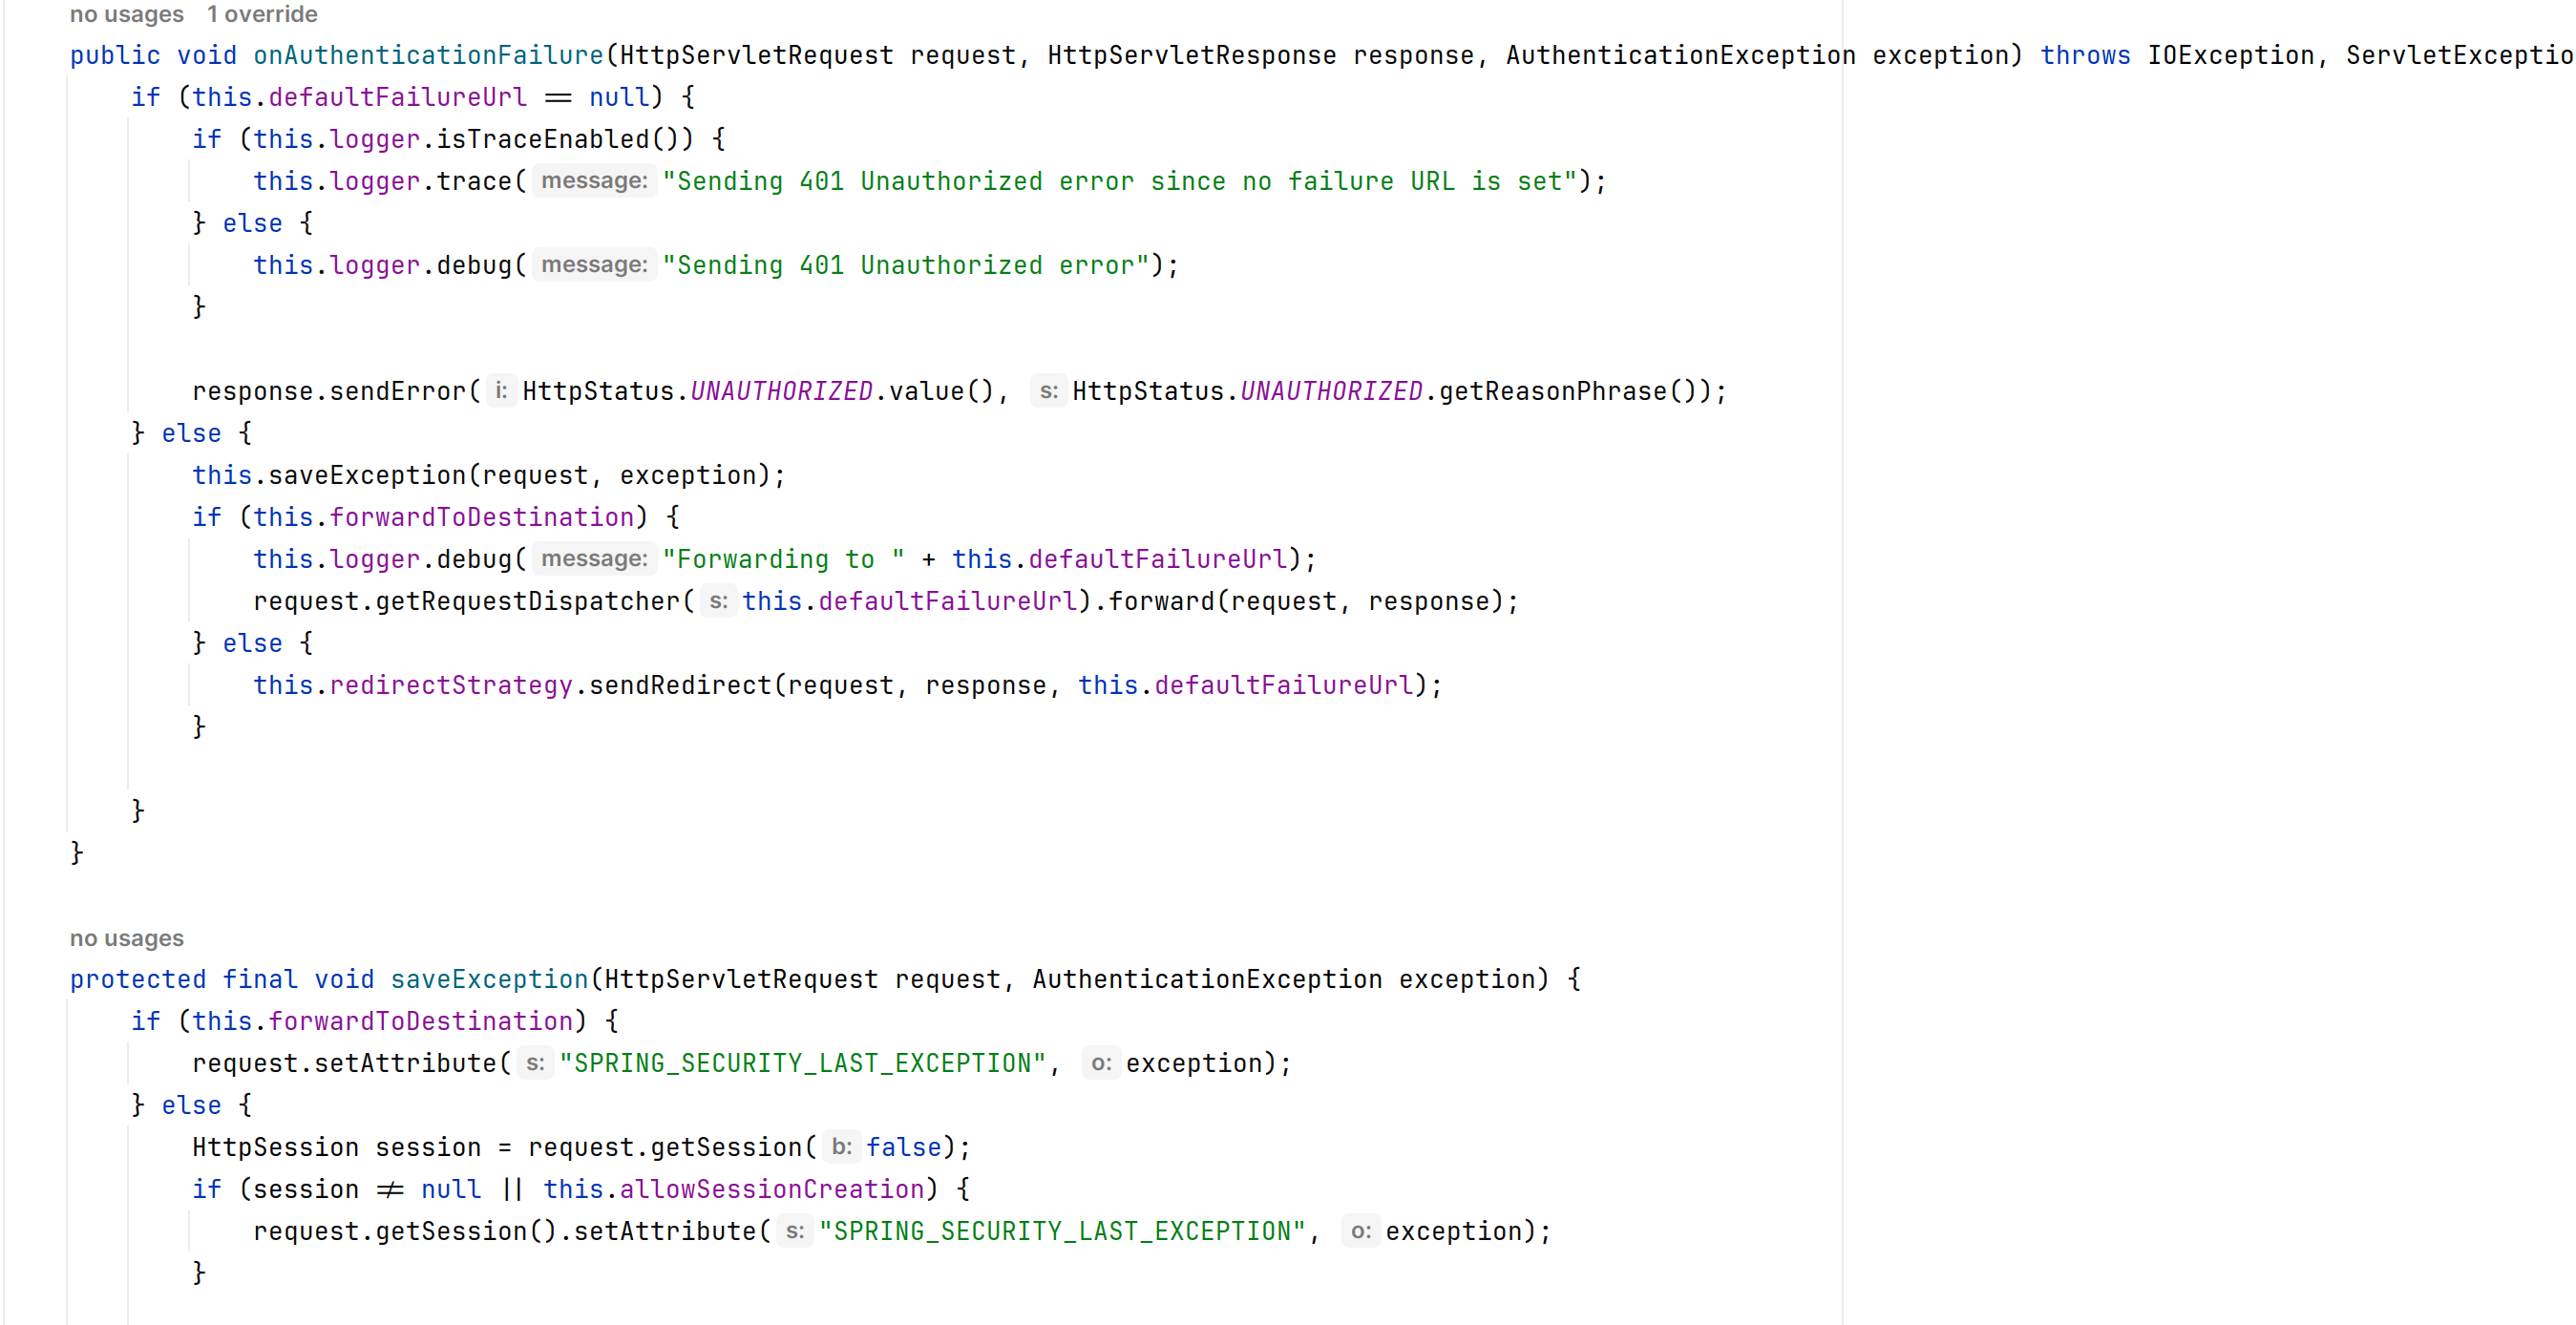 no usages   1 override
public void onAuthenticationFailure(HttpServletRequest request, HttpServletResponse response, AuthenticationException exception) throws IOException, ServletExceptio
    if (this.defaultFailureUrl == null) {
        if (this.logger.isTraceEnabled()) {
            this.logger.trace( message: "Sending 401 Unauthorized error since no failure URL is set");
        } else {
            this.logger.debug( message: "Sending 401 Unauthorized error");
        }

        response.sendError( i: HttpStatus.UNAUTHORIZED.value(), s: HttpStatus.UNAUTHORIZED.getReasonPhrase());
    } else {
        this.saveException(request, exception);
        if (this.forwardToDestination) {
            this.logger.debug( message: "Forwarding to " + this.defaultFailureUrl);
            request.getRequestDispatcher( s: this.defaultFailureUrl).forward(request, response);
        } else {
            this.redirectStrategy.sendRedirect(request, response, this.defaultFailureUrl);
        }

    }
}

no usages
protected final void saveException(HttpServletRequest request, AuthenticationException exception) {
    if (this.forwardToDestination) {
        request.setAttribute( s: "SPRING_SECURITY_LAST_EXCEPTION", o: exception);
    } else {
        HttpSession session = request.getSession( b: false);
        if (session != null || this.allowSessionCreation) {
            request.getSession().setAttribute( s: "SPRING_SECURITY_LAST_EXCEPTION", o: exception);
        }